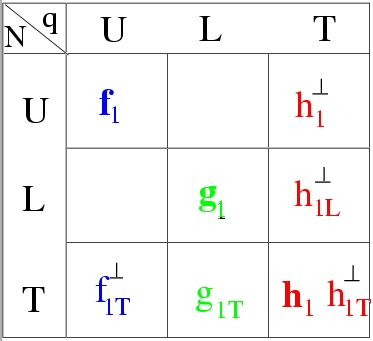 N q U L T
U f₁ h₁^⊥
L g₁ h₁L^⊥
T f₁T^⊥ g₁T h₁ h₁T^⊥